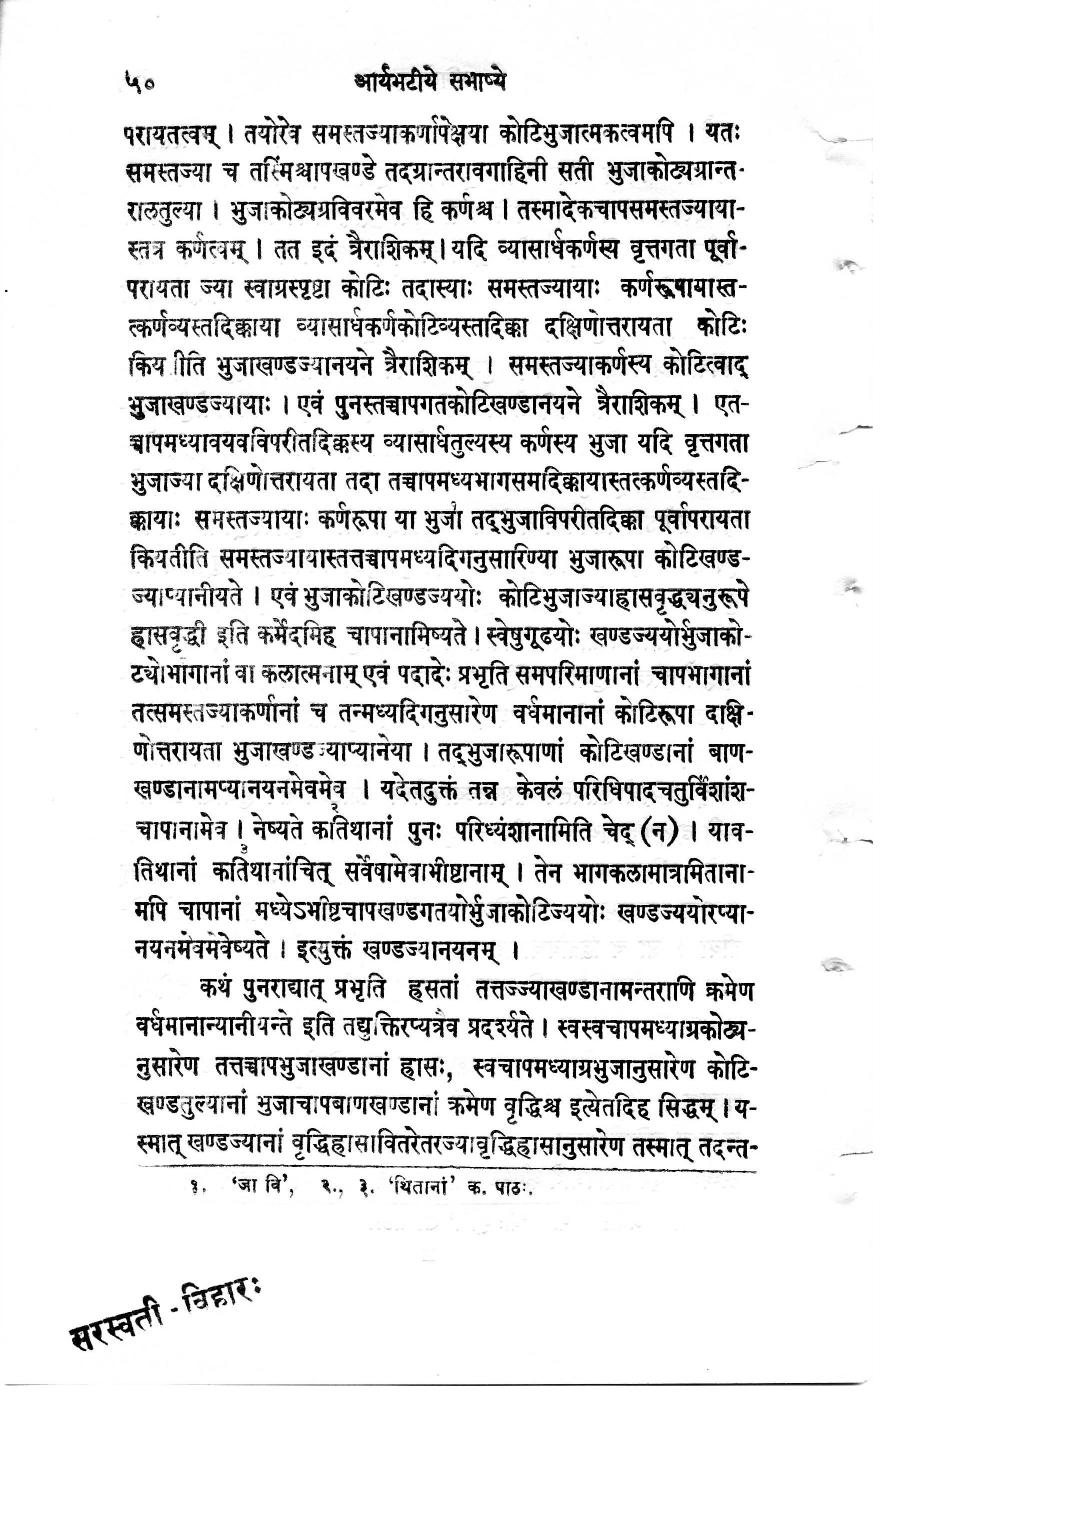 ५०    आर्यभटीये सभाष्ये
परायतत्वम् । तयोरेव समस्तज्याकर्णापेक्षया कोटिभुजात्मकत्वमपि । यतः
समस्तज्या च तस्मिंश्चापखण्डे तदग्रान्तरावगाहिनी सती भुजाकोट्यग्रान्त-
रालतुल्या । भुजाकोट्यग्रविवरमेव हि कर्णश्च । तस्मादेकचापसमस्तज्याया-
स्तत्र कर्णत्वम् । तत इदं त्रैराशिकम् । यदि व्यासार्धकर्णस्य वृत्तगता पूर्वा-
परायता ज्या स्वाग्रस्पृष्टा कोटिः तदास्याः समस्तज्यायाः कर्णरूपायास्त-
त्कर्णव्यस्तदिक्काया व्यासार्धकर्णकोटिव्यस्तादिक्का दक्षिणोत्तरायता कोटिः
कियतीति भुजाखण्डज्यानयने त्रैराशिकम् । समस्तज्याकर्णस्य कोटित्वाद्
भुजाखण्डज्यायाः । एवं पुनस्तच्चापगतकोटिखण्डानयने त्रैराशिकम् । एत-
च्चापमध्यावयवविपरीतदिक्कस्य व्यासार्धतुल्यस्य कर्णस्य भुजा यदि वृत्तगता
भुजाज्या दक्षिणोत्तरायता तदा तच्चापमध्यभागसमदिक्कायास्तत्कर्णव्यस्तदि-
क्कायाः समस्तज्यायाः कर्णरूपा या भुजा१ तद्भुजाविपरीतदिक्का पूर्वापरायता
कियतीति समस्तज्यायास्तत्तच्चापमध्यदिगनुसारिण्या भुजारूपा कोटिखण्ड-
ज्याप्यानीयते । एवं भुजाकोटिखण्डज्ययोः कोटिभुजाज्याह्रासवृद्ध्यनुरूपे
ह्रासवृद्धी इति कर्मेदमिह चापानामिष्यते । स्वेषुगूढयोः खण्डज्ययोर्भुजाको-
ट्योभागानां वा कलात्मनाम् एवं पदादेः प्रभृति समपरिमाणानां चापभागानां
तत्समस्तज्याकर्णानां च तन्मध्यदिगनुसारेण वर्धमानानां कोटिरूपा दाक्षि-
णोत्तरायता भुजाखण्डज्याप्यानेया । तद्भुजारूपाणां कोटिखण्डानां बाण-
खण्डानामप्यानयनमेवमेव । यदेतदुक्तं तन्न केवलं परिधिपादचतुर्विंशांश-
चापानामेव । नेष्यते कतिथानां२ पुनः परिध्यंशानामिति चेद् (न) । याव-
तिथानां कतिथानांचित्३ सर्वेषामेवाभीष्टानाम् । तेन भागकलामात्रमिताना-
मपि चापानां मध्येऽभीष्टचापखण्डगतयोर्भुजाकोटिज्ययोः खण्डज्ययोरप्या-
नयनमेवमेवेष्यते । इत्युक्तं खण्डज्यानयनम् ।
कथं पुनराद्यात् प्रभृति ह्रसतां तत्तज्ज्याखण्डानामन्तराणि क्रमेण
वर्धमानान्यानीयन्ते इति तद्युक्तिरप्यत्रैव प्रदर्श्यते । स्वस्वचापमध्याग्रकोट्य-
नुसारेण तत्तच्चापभुजाखण्डानां ह्रासः, स्वचापमध्याग्रभुजानुसारेण कोटि-
खण्डतुल्यानां भुजाचापबाणखण्डानां क्रमेण वृद्धिश्च इत्येतदिह सिद्धम् । य-
स्मात् खण्डज्यानां वृद्धिह्रासावितरेतरज्यावृद्धिह्रासानुसारेण तस्मात् तदन्त-
१. 'जा वि', २., ३. 'थितानां' क. पाठः.
सरस्वती-विहारः